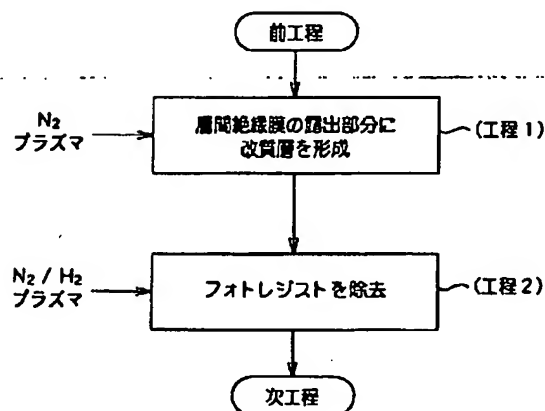 前工程
N2
プラズマ
層間絶縁膜の露出部分に
改質層を形成
(工程1)
N2 / H2
プラズマ
フォトレジストを除去
(工程2)
次工程